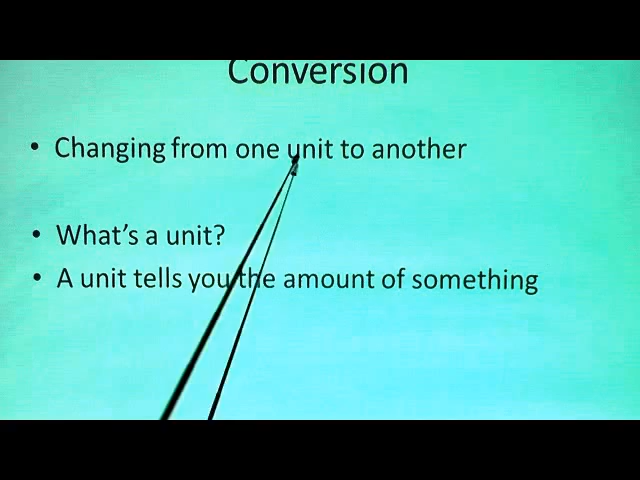 Conversion
• Changing from one unit to another
• What's a unit?
• A unit tells you the amount of something